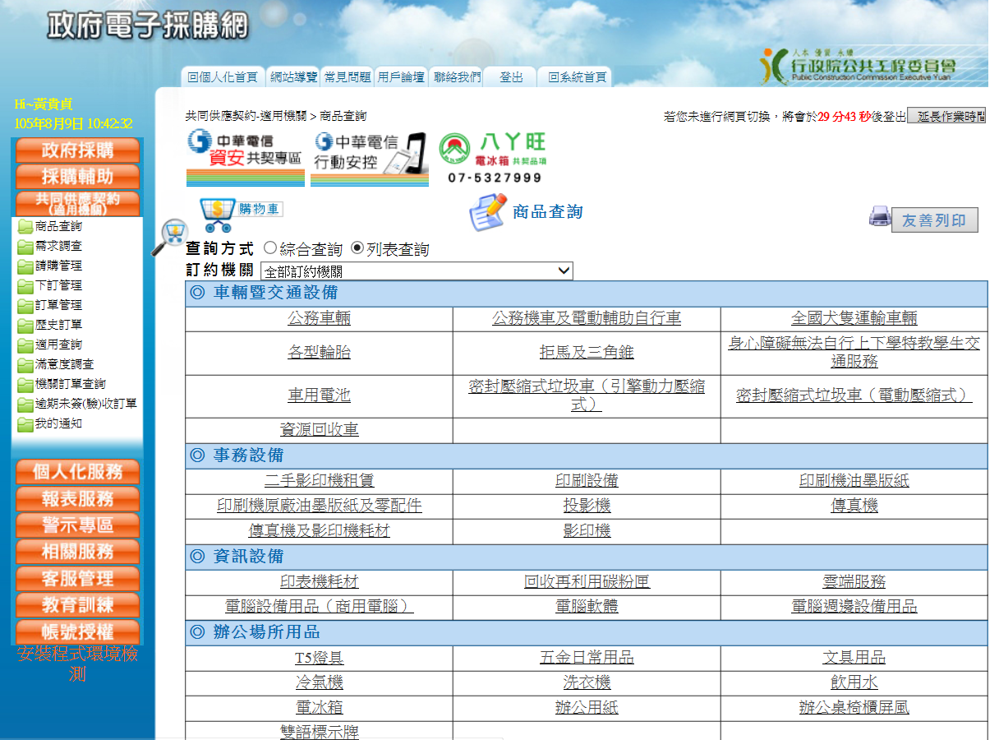 政府電子採購網
人本 優質 永續
行政院公共工程委員會
Public Construction Commission Executive Yuan
回個人化首頁 網站導覽 常見問題 用戶論壇 聯絡我們 登出 回系統首頁
Hi~黃貴貞
105年8月9日 10:42:32
政府採購
採購輔助
共同供應契約
(適用機關)
商品查詢
需求調查
請購管理
下訂管理
訂單管理
歷史訂單
適用查詢
滿意度調查
機關訂單查詢
逾期未簽(驗)收訂單
我的通知
個人化服務
報表服務
警示專區
相關服務
客服管理
教育訓練
帳號授權
安裝程式環境檢
測
共同供應契約-適用機關 > 商品查詢
若您未進行網頁切換，將會於29 分43 秒後登出 延長作業時間
中華電信
資安共契專區
中華電信
行動安控
八丫旺
電冰箱 共契品項
07-5327999
購物車
商品查詢
友善列印
查詢方式 綜合查詢 列表查詢
訂約機關 全部訂約機關
◎ 車輛暨交通設備
公務車輛 公務機車及電動輔助自行車 全國犬隻運輸車輛
各型輪胎 拒馬及三角錐 身心障礙無法自行上下學特教學生交
通服務
車用電池 密封壓縮式垃圾車（引擎動力壓縮
式） 密封壓縮式垃圾車（電動壓縮式）
資源回收車
◎ 事務設備
二手影印機租賃 印刷設備 印刷機油墨版紙
印刷機原廠油墨版紙及零配件 投影機 傳真機
傳真機及影印機耗材 影印機
◎ 資訊設備
印表機耗材 回收再利用碳粉匣 雲端服務
電腦設備用品（商用電腦） 電腦軟體 電腦週邊設備用品
◎ 辦公場所用品
T5燈具 五金日常用品 文具用品
冷氣機 洗衣機 飲用水
電冰箱 辦公用紙 辦公桌椅櫃屏風
雙語標示牌